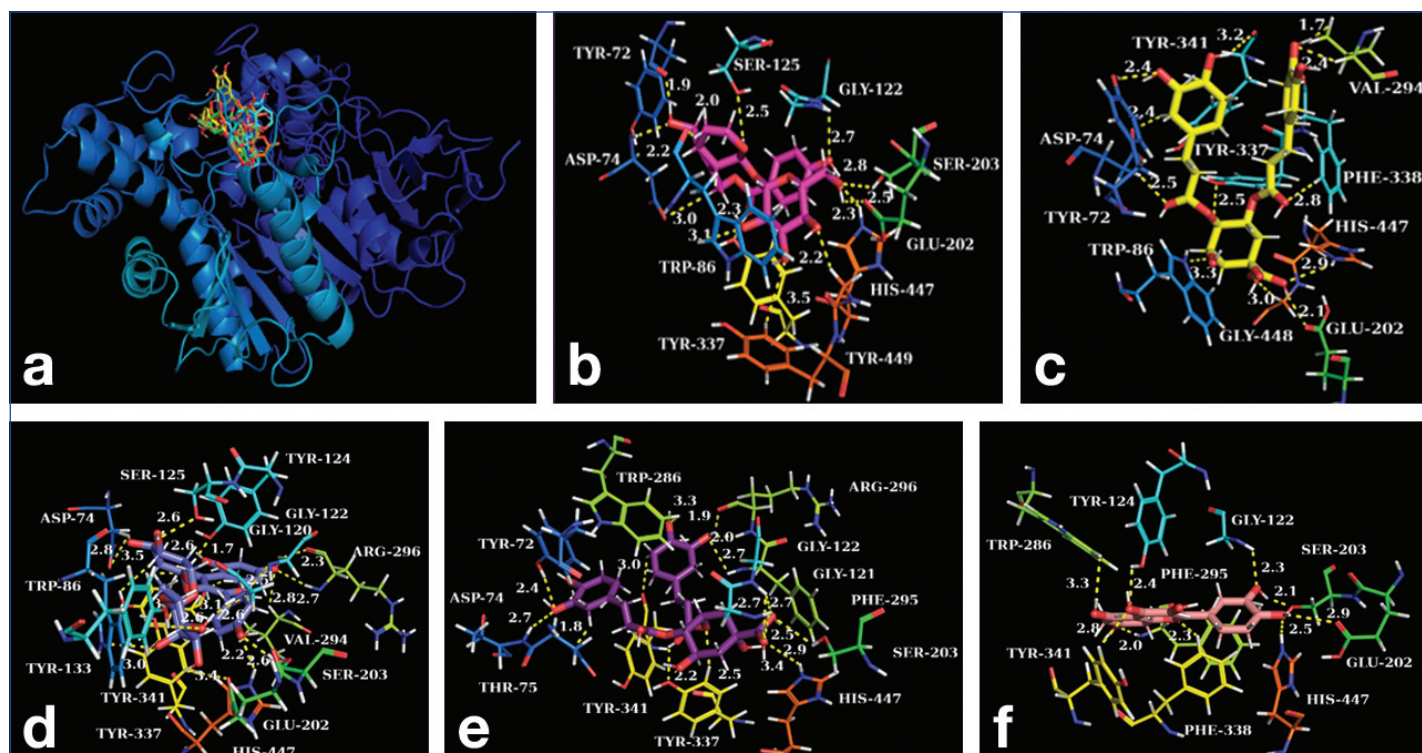 a
TYR-72
SER-125
GLY-122
1.9
2.0
2.5
2.7
2.2
ASP-74
2.8
SER-203
2.5
2.3
3.0
2.3
3.1
GLU-202
TRP-86
2.2
HIS-447
3.5
TYR-337
TYR-449
b
1.7
TYR-341
3.2
2.4
2.4
VAL-294
2.4
ASP-74
TYR-337
PHE-338
2.5
2.5
2.8
TYR-72
HIS-447
TRP-86
3.3
2.9
3.0
2.1
GLU-202
GLY-448
c
TYR-124
SER-125
ASP-74
2.6
GLY-122
GLY-120
2.8
3.5
2.6
1.7
2.3
ARG-296
2.5
TRP-86
2.8
2.7
3.1
2.6
2.6
VAL-294
3.0
2.2
2.6
TYR-133
SER-203
3.4
TYR-341
GLU-202
TYR-337
HIS-447
d
TRP-286
ARG-296
3.3
1.9
TYR-72
2.0
2.7
GLY-122
3.0
GLY-121
2.4
ASP-74
2.7
2.7
2.7
PHE-295
1.8
2.5
2.9
THR-75
3.4
SER-203
2.2
2.5
TYR-341
HIS-447
TYR-337
e
TYR-124
GLY-122
TRP-286
SER-203
PHE-295
2.3
3.3
2.4
2.1
2.9
2.8
2.3
2.5
2.0
GLU-202
TYR-341
HIS-447
PHE-338
f